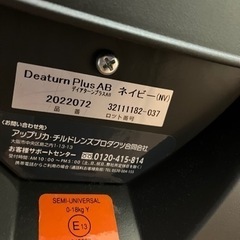 Deaturn Plus AB ネイビー(NV)
ディアターンプラスAB
2022072 32111182-037
品番 ロット番号
<お問い合わせ先>
アップリカ・チルドレンズプロダクツ合同会社
お客様サポートセンター
0120-415-814
SEMI-UNIVERSAL
0-18kg Y
E13